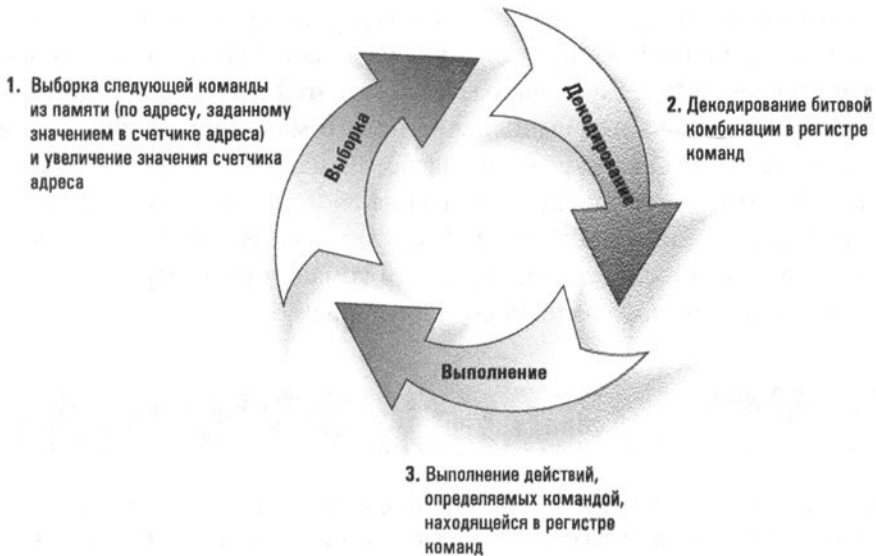 1. Выборка следующей команды
из памяти (по адресу, заданному
значением в счетчике адреса)
и увеличение значения счетчика
адреса
Выборка
Декодирование
2. Декодирование битовой
комбинации в регистре
команд
Выполнение
3. Выполнение действий,
определяемых командой,
находящейся в регистре
команд